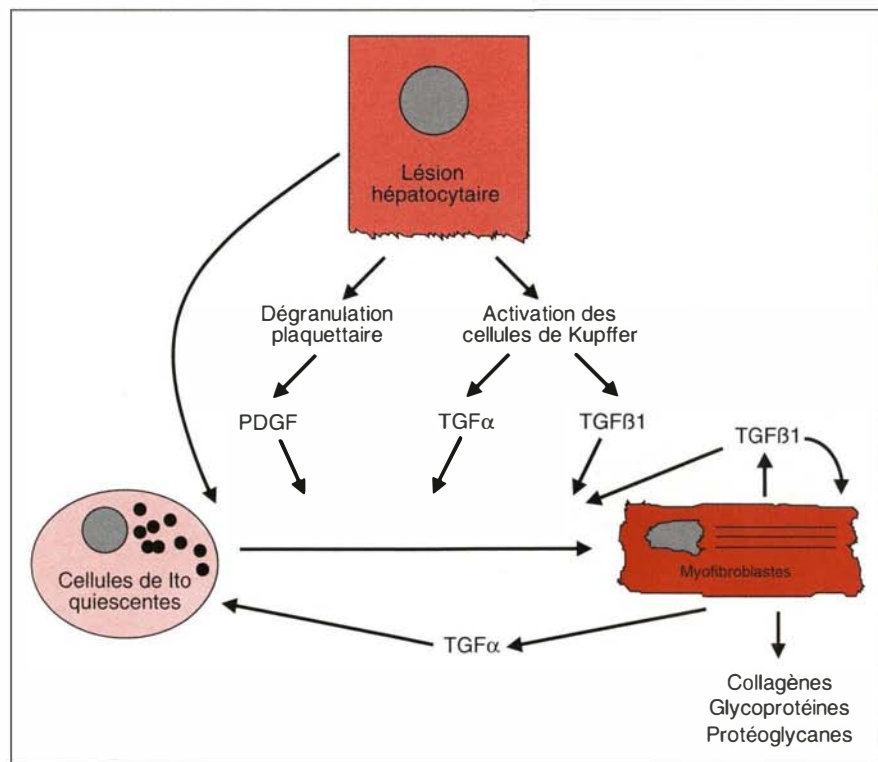 Lésion
hépatocytaire
Dégranulation
plaquettaire
Activation des
cellules de Kupffer
PDGF
TGFα
TGFß1
TGFß1
Cellules de Ito
quiescentes
Myofibroblastes
TGFα
Collagènes
Glycoprotéines
Protéoglycanes